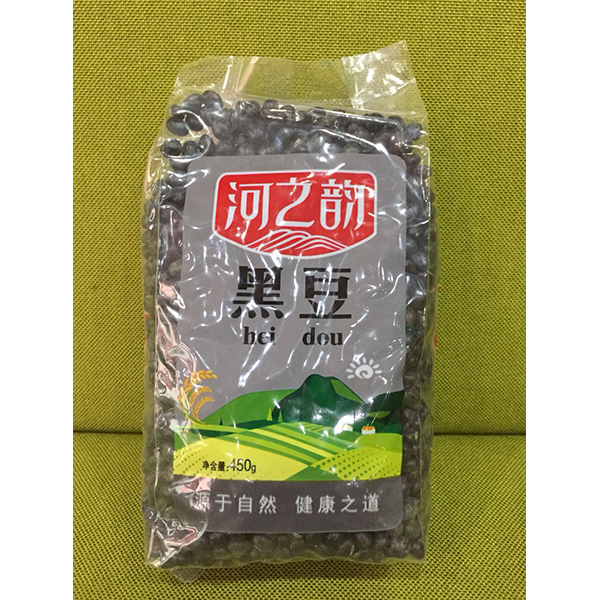 河之韵
黑豆
hei dou
净含量:450g
源于自然 健康之道